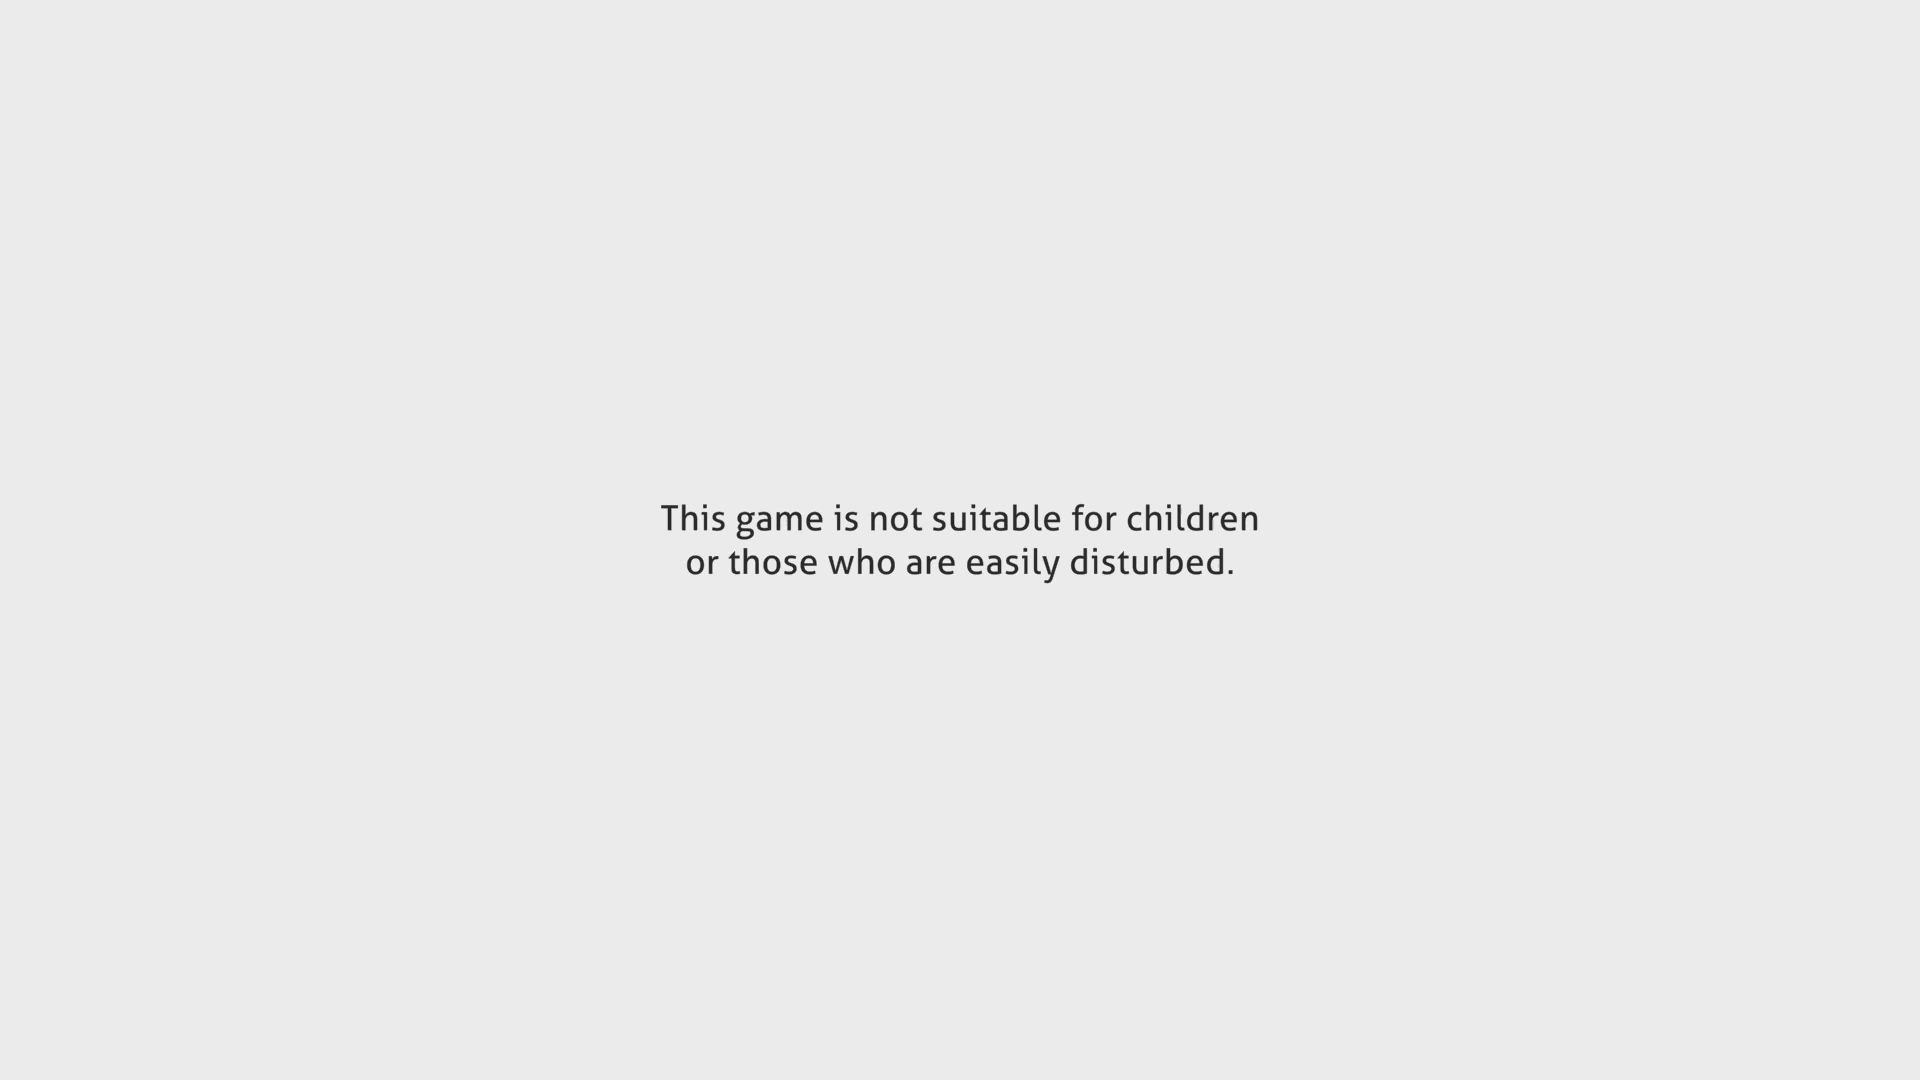 This game is not suitable for children
or those who are easily disturbed.